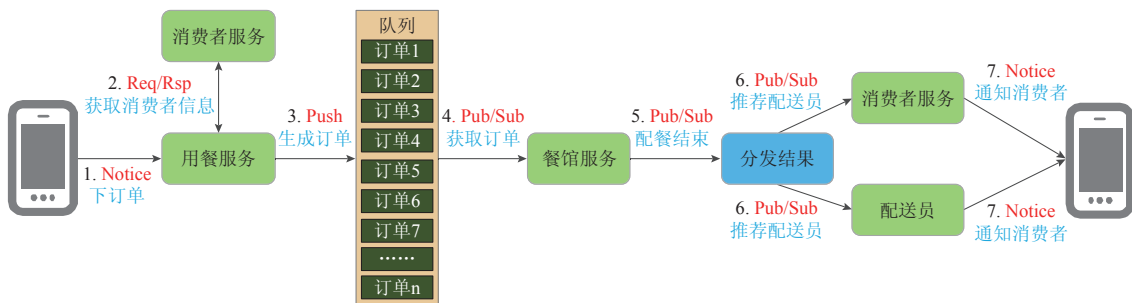 消费者服务
2. Req/Rsp
获取消费者信息
1. Notice
下订单
用餐服务
3. Push
生成订单
队列
订单1
订单2
订单3
订单4
订单5
订单6
订单7
……
订单n
4. Pub/Sub
获取订单
餐馆服务
5. Pub/Sub
配餐结束
分发结果
6. Pub/Sub
推荐配送员
消费者服务
7. Notice
通知消费者
6. Pub/Sub
推荐配送员
配送员
7. Notice
通知消费者